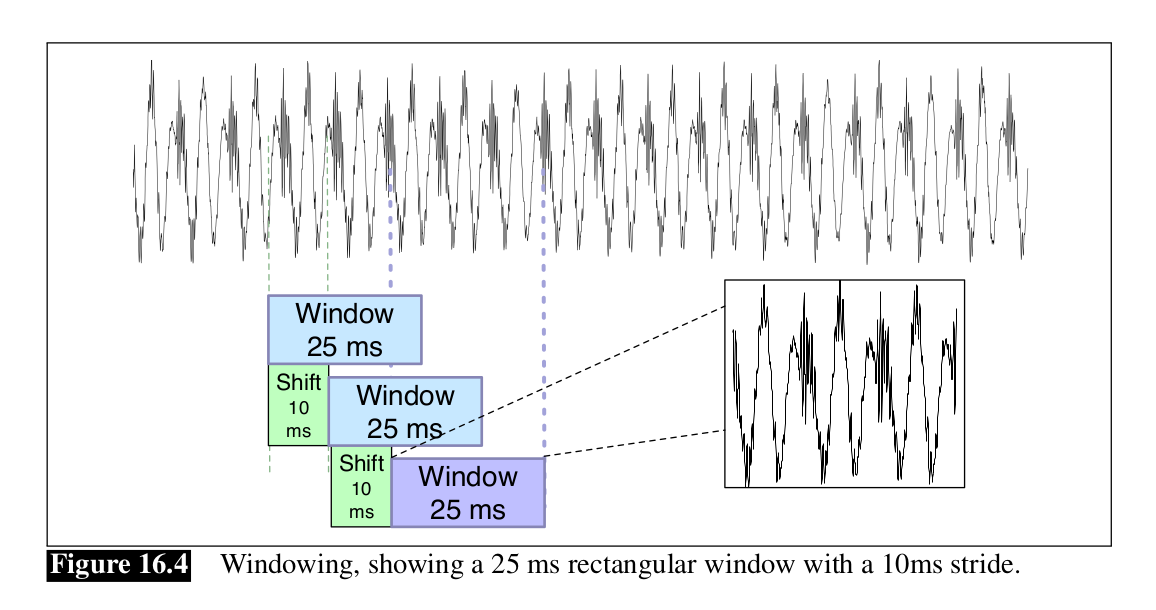 Window
25 ms
Shift
10
ms
Window
25 ms
Shift
10
ms
Window
25 ms
Figure 16.4 Windowing, showing a 25 ms rectangular window with a 10ms stride.